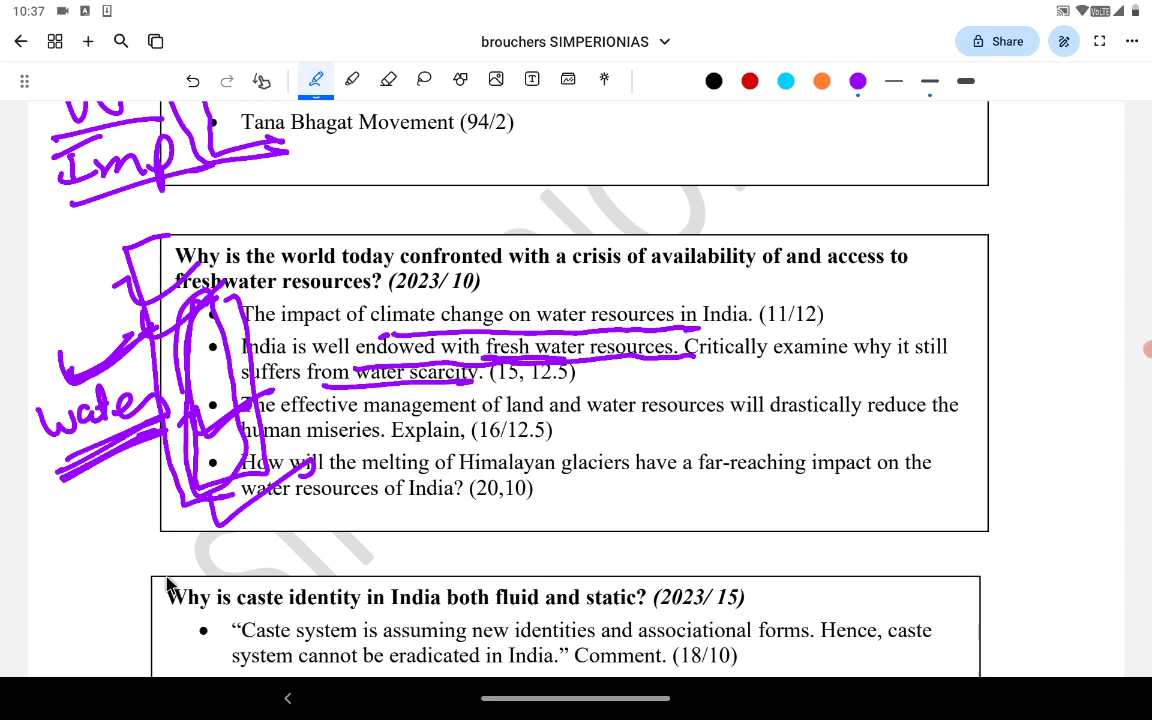 10:37
VoLTE
brouchers SIMPERIONIAS
Share
Tana Bhagat Movement (94/2)
Imp
Why is the world today confronted with a crisis of availability of and access to
freshwater resources? (2023/ 10)
The impact of climate change on water resources in India. (11/12)
India is well endowed with fresh water resources. Critically examine why it still
suffers from water scarcity. (15, 12.5)
The effective management of land and water resources will drastically reduce the
human miseries. Explain, (16/12.5)
How will the melting of Himalayan glaciers have a far-reaching impact on the
water resources of India? (20,10)
water
Why is caste identity in India both fluid and static? (2023/ 15)
“Caste system is assuming new identities and associational forms. Hence, caste
system cannot be eradicated in India.” Comment. (18/10)